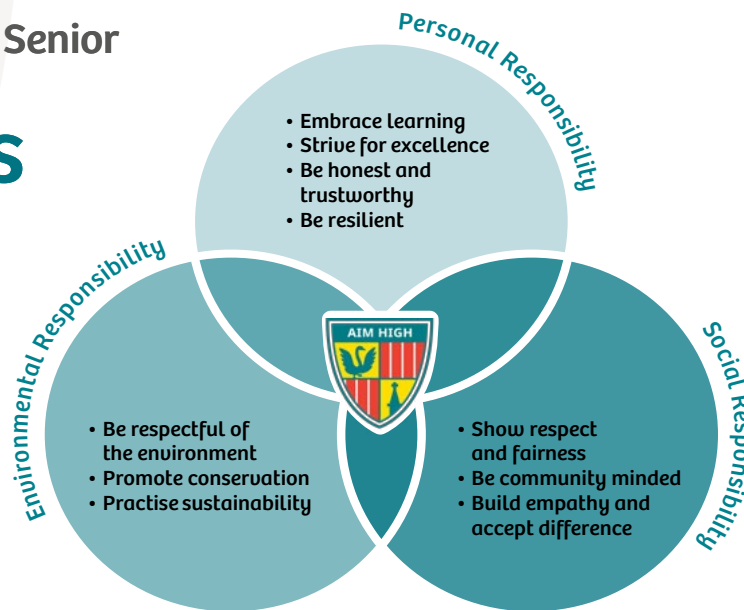 Senior
s
Personal Responsibility
• Embrace learning
• Strive for excellence
• Be honest and
trustworthy
• Be resilient
Environmental Responsibility
AIM HIGH
Social Responsibility
• Be respectful of
the environment
• Promote conservation
• Practise sustainability
• Show respect
and fairness
• Be community minded
• Build empathy and
accept difference